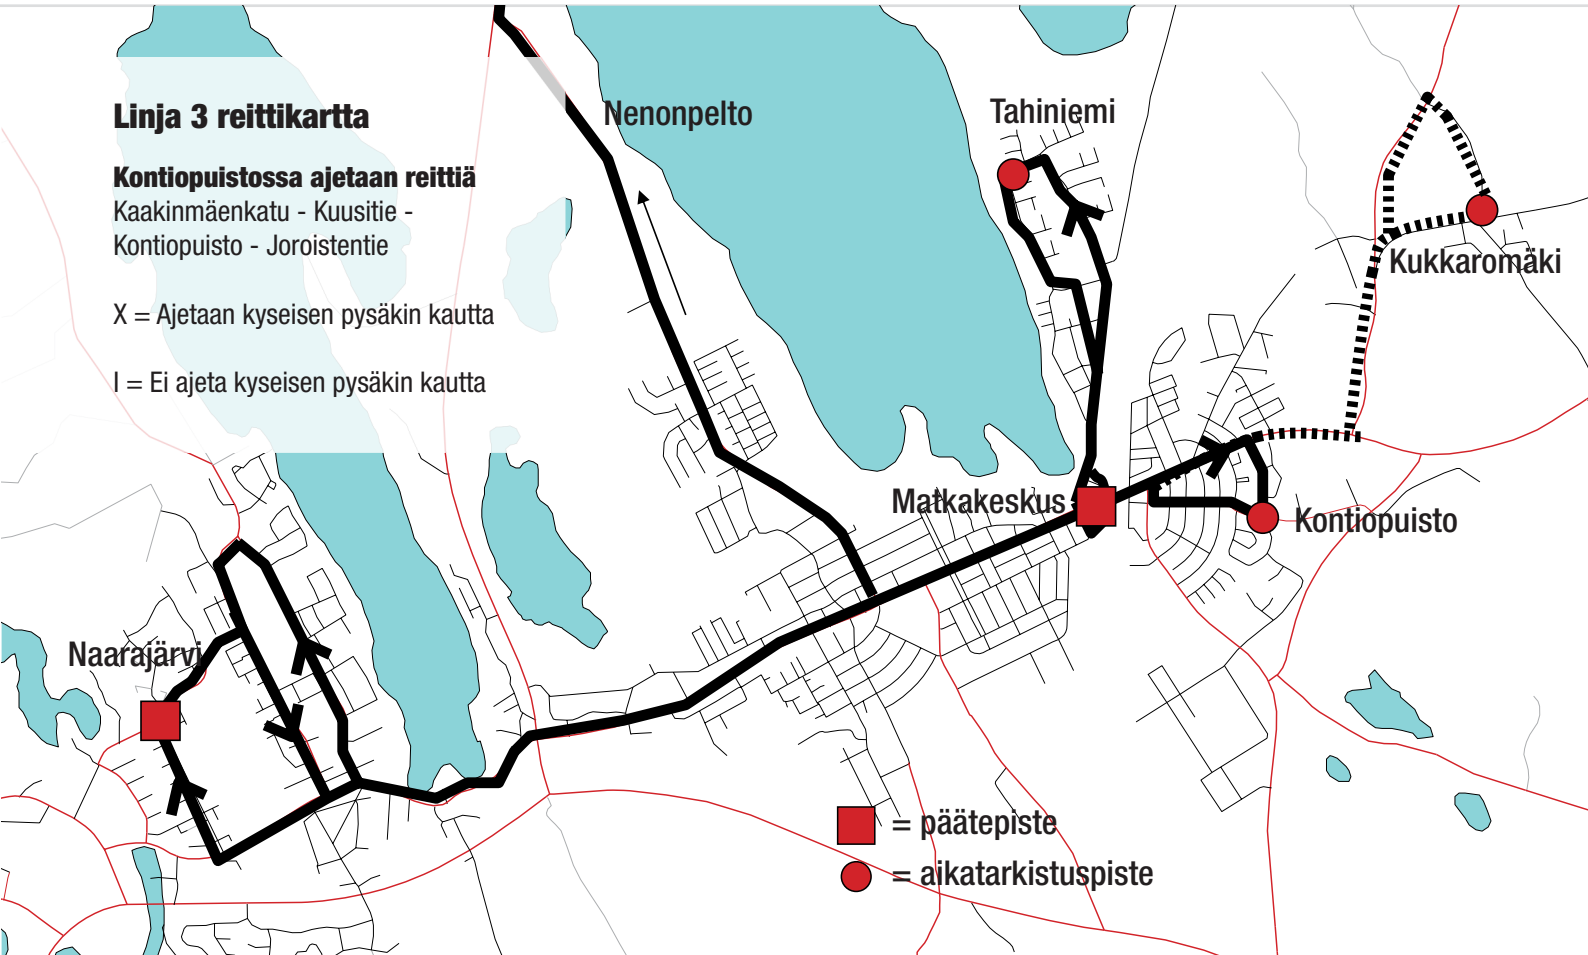 Linja 3 reittikartta
Kontiopuistossa ajetaan reittiä
Kaakinmäenkatu - Kuusitie -
Kontiopuisto - Joroistentie
X = Ajetaan kyseisen pysäkin kautta
I = Ei ajeta kyseisen pysäkin kautta
Nenonpelto
Tahiniemi
Kukkaromäki
Matkakeskus
Kontiopuisto
Naarajärvi
= päätepiste
= aikatarkistuspiste